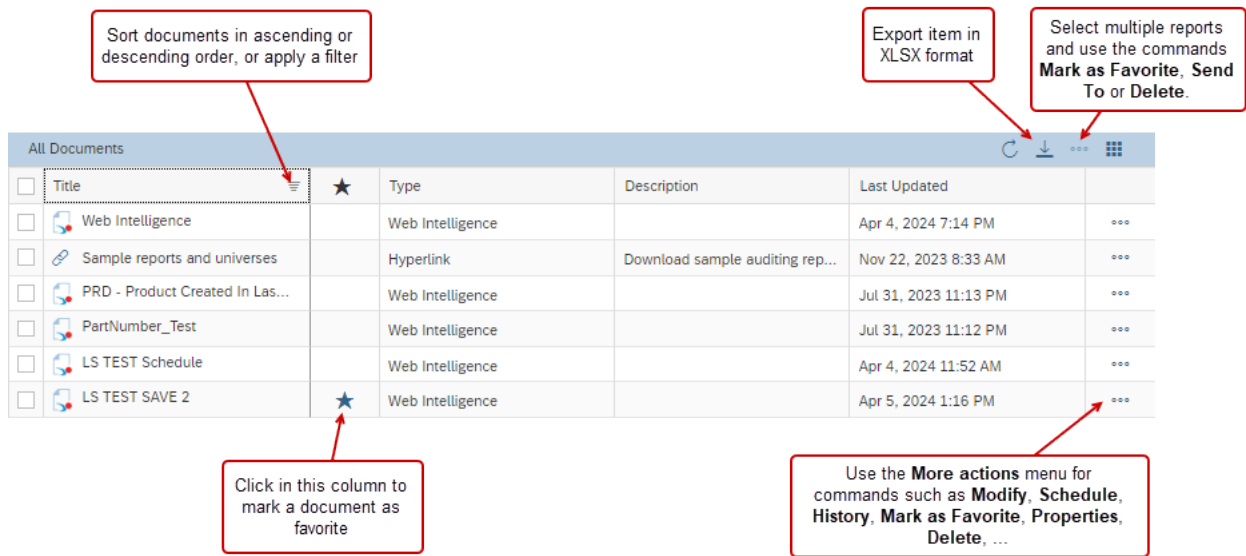 Sort documents in ascending or
descending order, or apply a filter
Export item in
XLSX format
Select multiple reports
and use the commands
Mark as Favorite, Send
To or Delete.
All Documents
Title ★ Type Description Last Updated
Web Intelligence Web Intelligence Apr 4, 2024 7:14 PM
Sample reports and universes Hyperlink Download sample auditing rep... Nov 22, 2023 8:33 AM
PRD - Product Created In Las... Web Intelligence Jul 31, 2023 11:13 PM
PartNumber_Test Web Intelligence Jul 31, 2023 11:12 PM
LS TEST Schedule Web Intelligence Apr 4, 2024 11:52 AM
LS TEST SAVE 2 ★ Web Intelligence Apr 5, 2024 1:16 PM
Click in this column to
mark a document as
favorite
Use the More actions menu for
commands such as Modify, Schedule,
History, Mark as Favorite, Properties,
Delete, ...